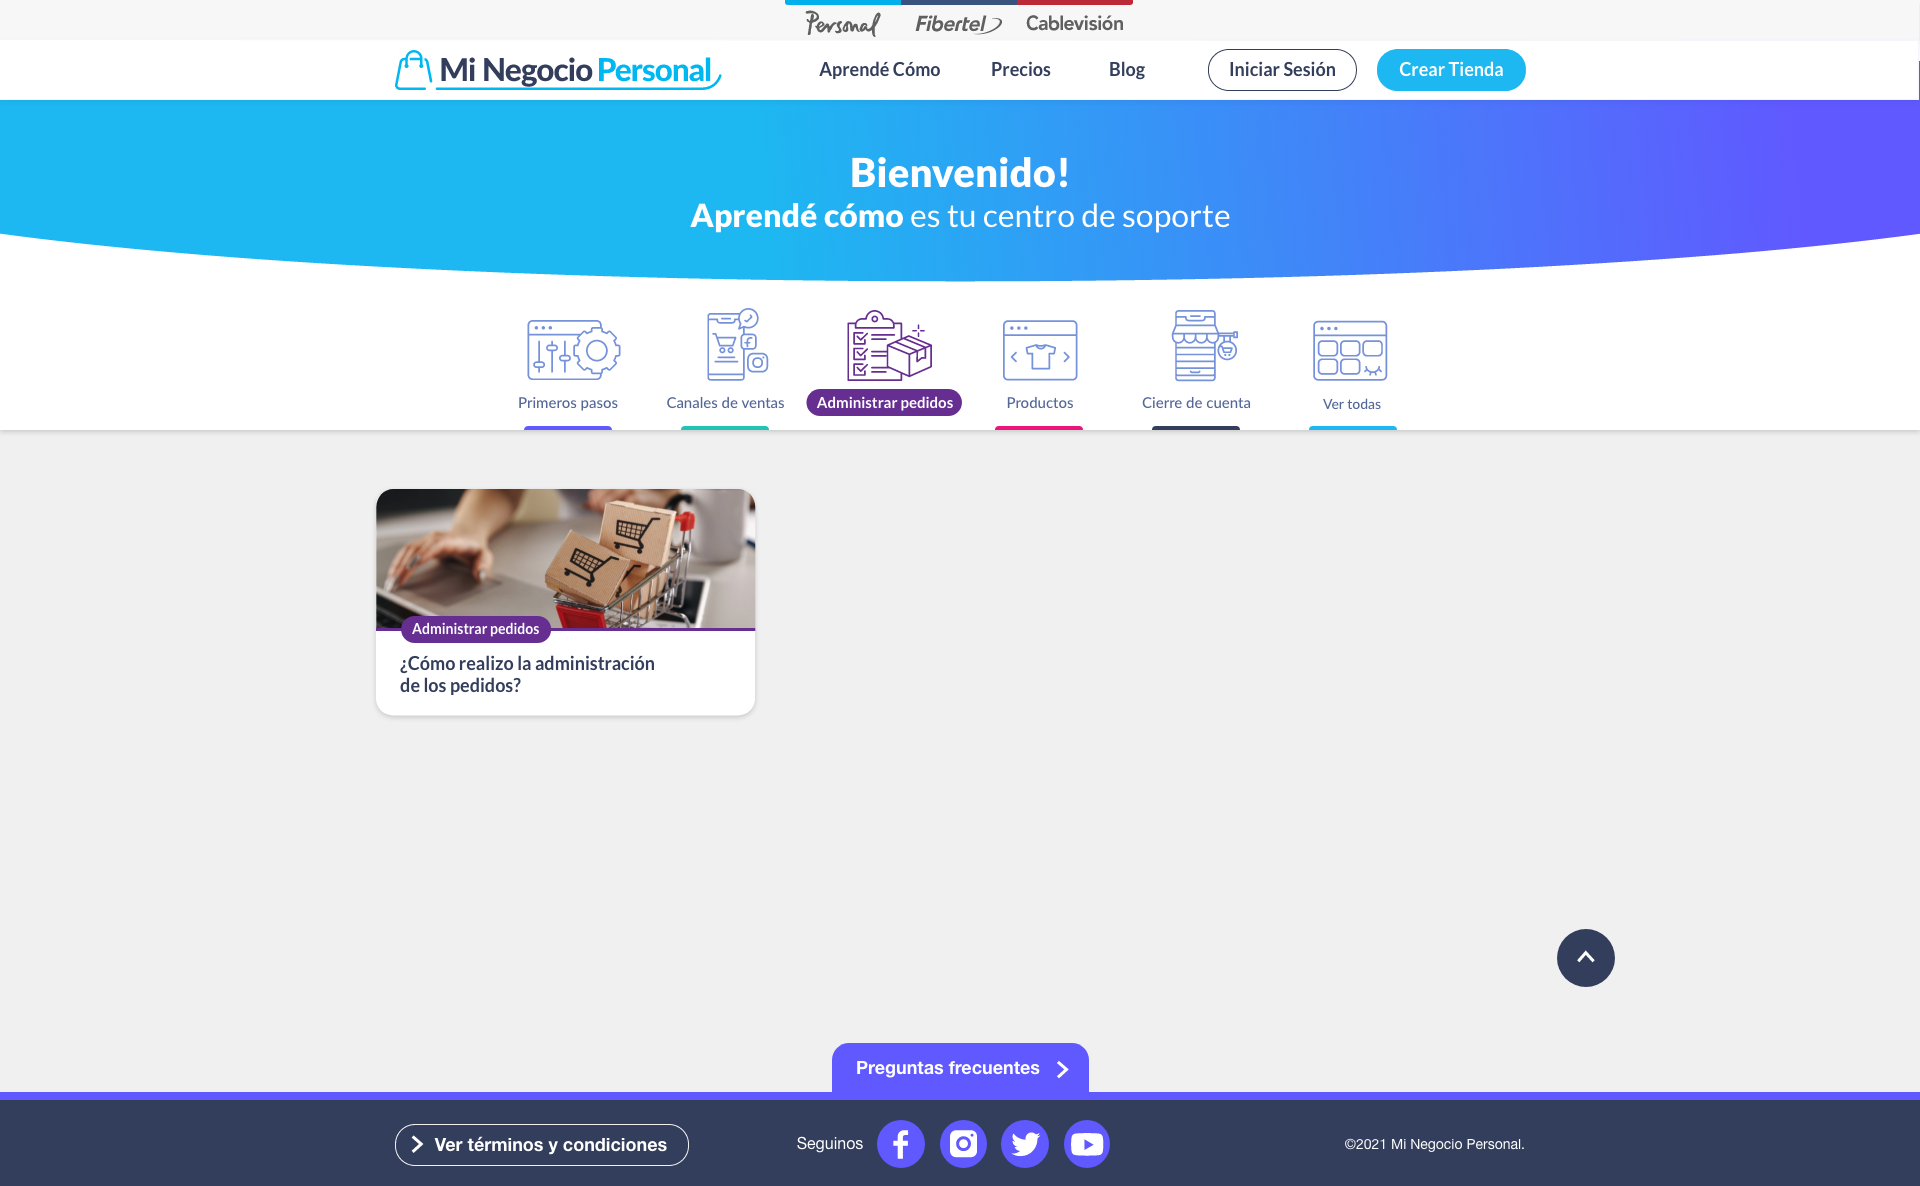 Personal
Fibertel
Cablevisión
Mi Negocio Personal
Aprendé Cómo
Precios
Blog
Iniciar Sesión
Crear Tienda
Bienvenido!
Aprendé cómo es tu centro de soporte
Primeros pasos
Canales de ventas
Administrar pedidos
Productos
Cierre de cuenta
Ver todas
Administrar pedidos
¿Cómo realizo la administración
de los pedidos?
Preguntas frecuentes
Ver términos y condiciones
Seguinos
©2021 Mi Negocio Personal.